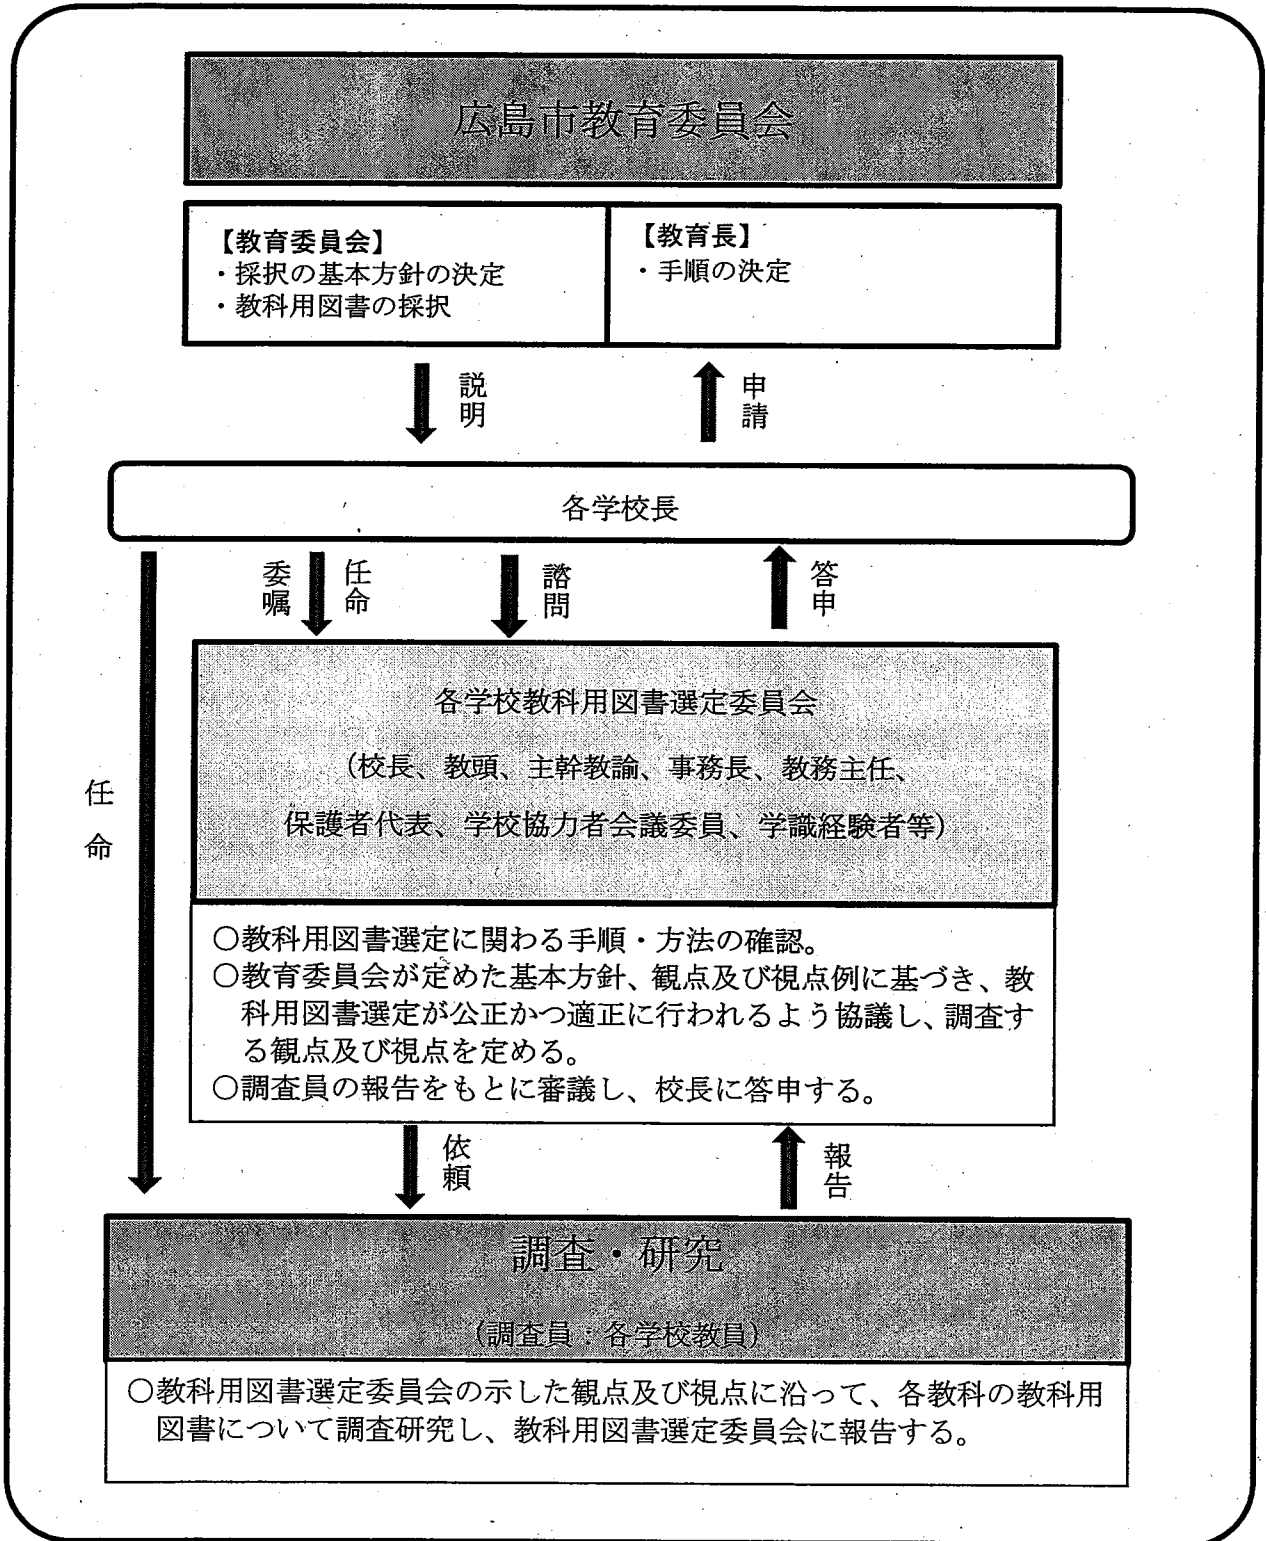 広島市教育委員会
【教育委員会】
・採択の基本方針の決定
・教科用図書の採択
【教育長】
・手順の決定
説明
申請
各学校長
委嘱
任命
諮問
答申
任命
各学校教科用図書選定委員会
（校長、教頭、主幹教諭、事務長、教務主任、
保護者代表、学校協力者会議委員、学識経験者等）
○教科用図書選定に関わる手順・方法の確認。
○教育委員会が定めた基本方針、観点及び視点例に基づき、教
科用図書選定が公正かつ適正に行われるよう協議し、調査す
る観点及び視点を定める。
○調査員の報告をもとに審議し、校長に答申する。
依頼
報告
調査・研究
（調査員：各学校教員）
○教科用図書選定委員会の示した観点及び視点に沿って、各教科の教科用
図書について調査研究し、教科用図書選定委員会に報告する。